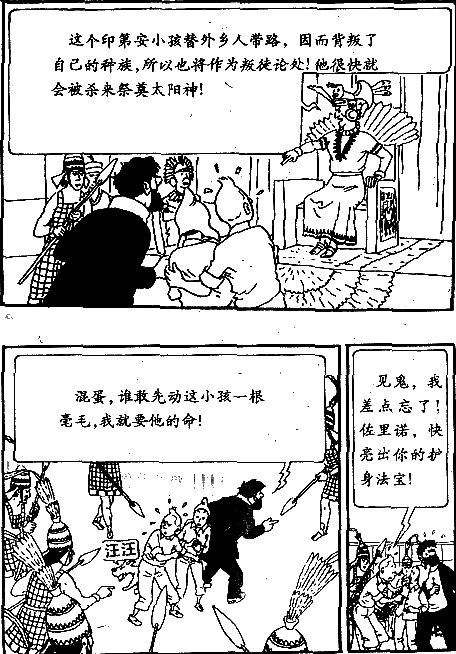 这个印第安小孩替外乡人带路，因而背叛了
自己的种族，所以也将作为叛徒论处！他很快就
会被杀来祭奠太阳神！
混蛋，谁敢先动这小孩一根
毫毛，我就要他的命！
汪汪
见鬼，我
差点忘了！
佐里诺，快
亮出你的护
身法宝！